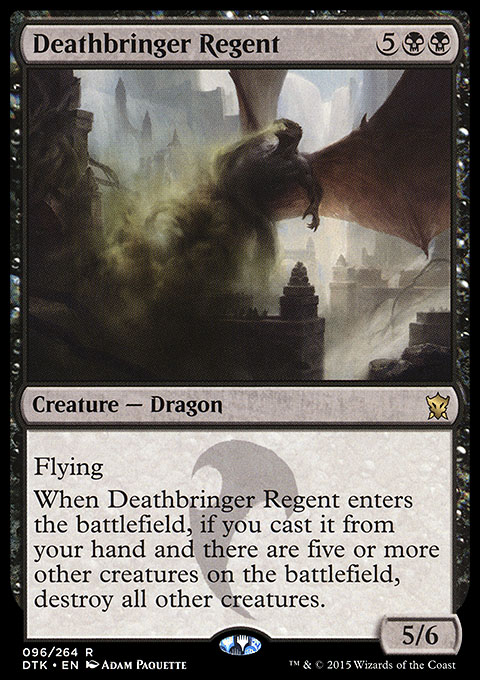 Deathbringer Regent 5
Creature — Dragon
Flying
When Deathbringer Regent enters
the battlefield, if you cast it from
your hand and there are five or more
other creatures on the battlefield,
destroy all other creatures.
5/6
096/264 R
DTK • EN Adam Paquette ™ & © 2015 Wizards of the Coast